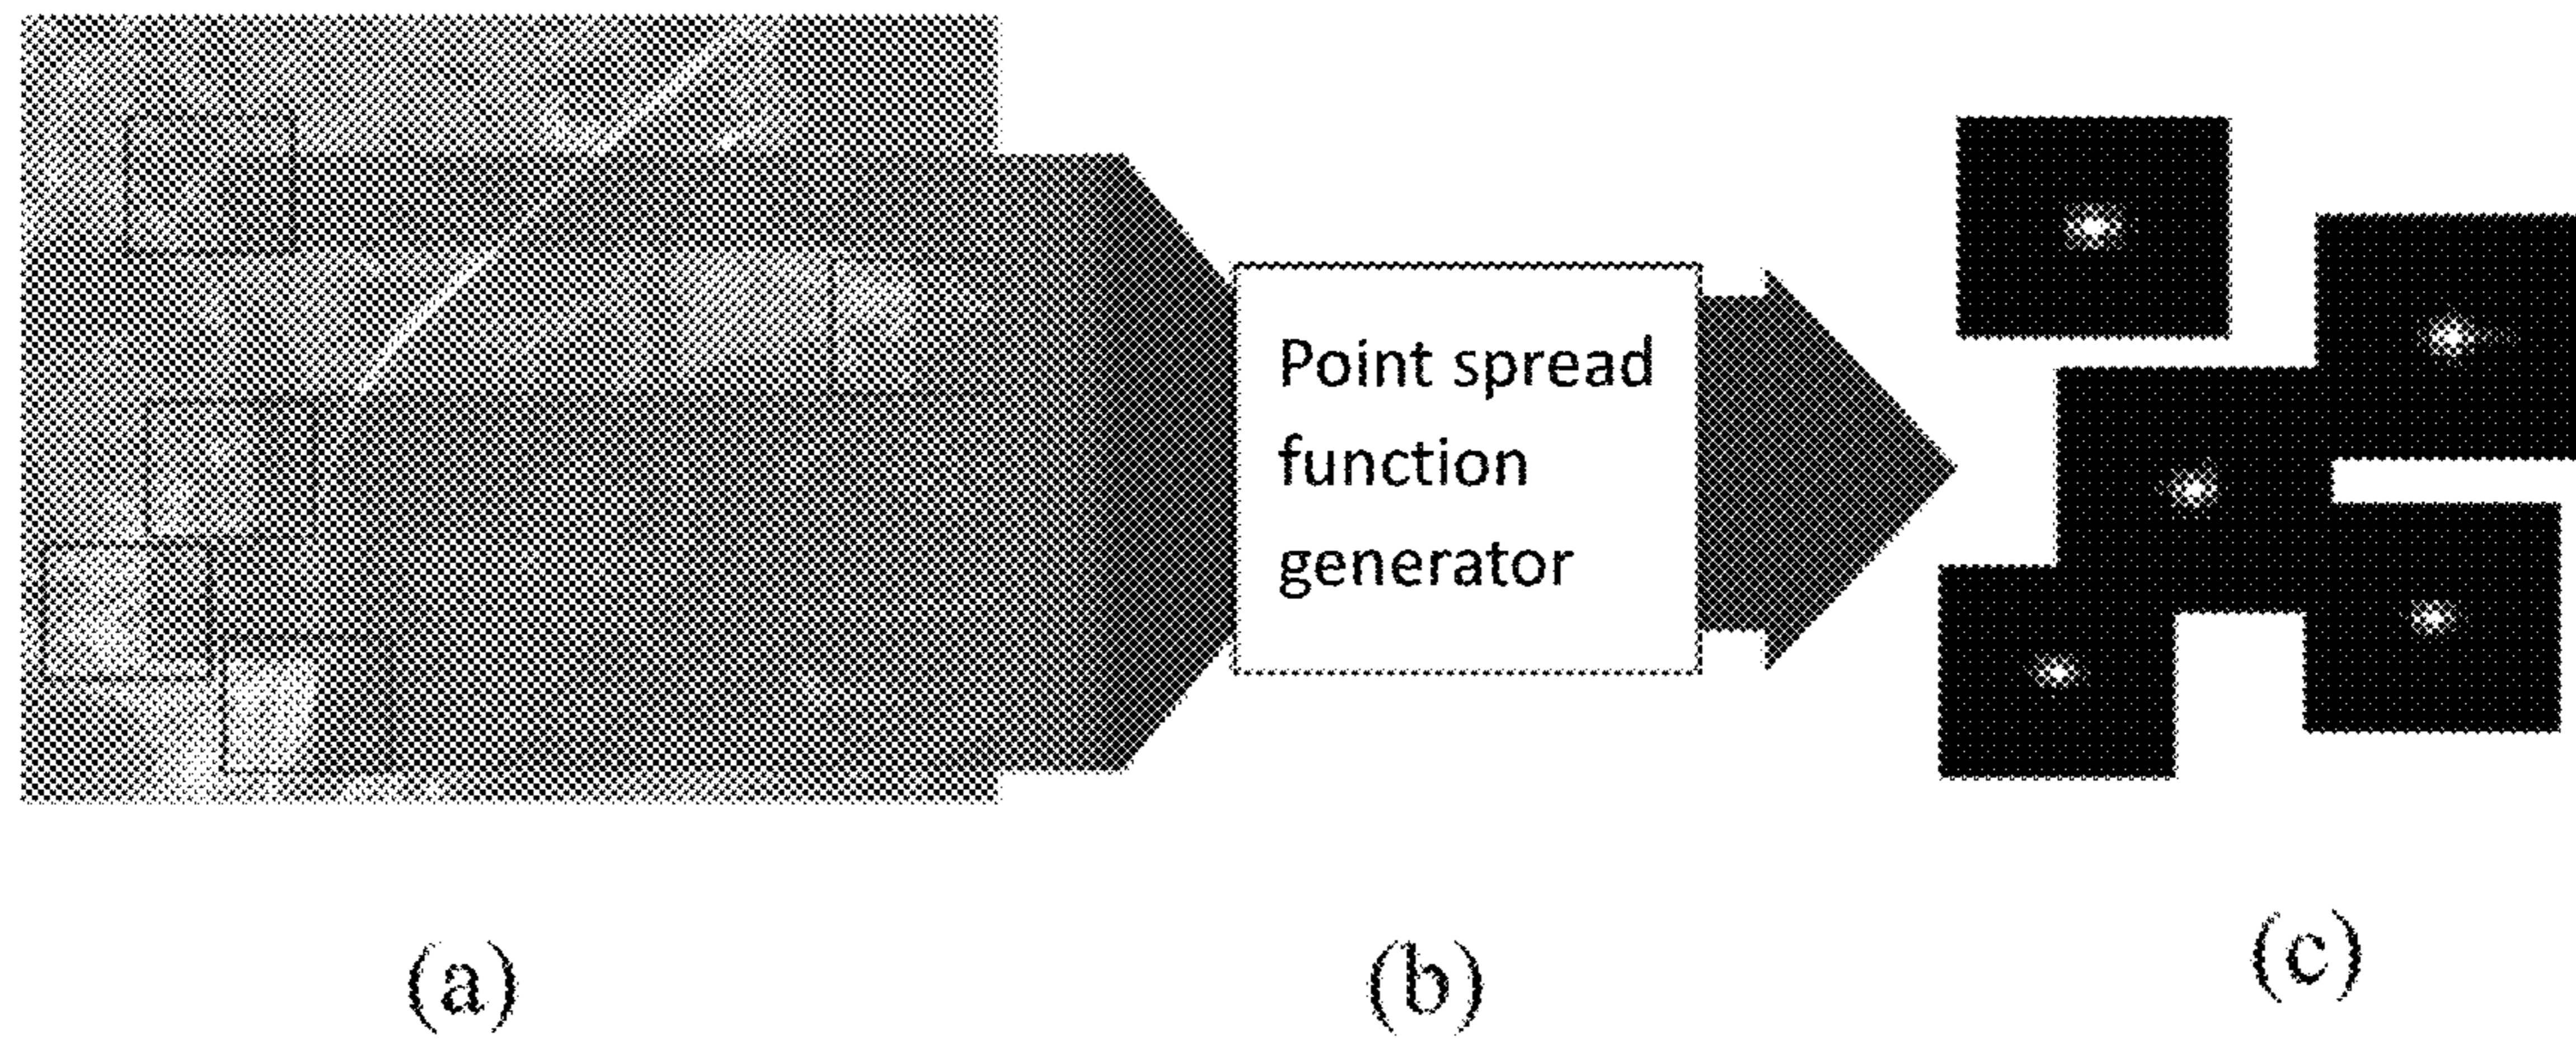 Point spread
function
generator
(a)
(b)
(c)